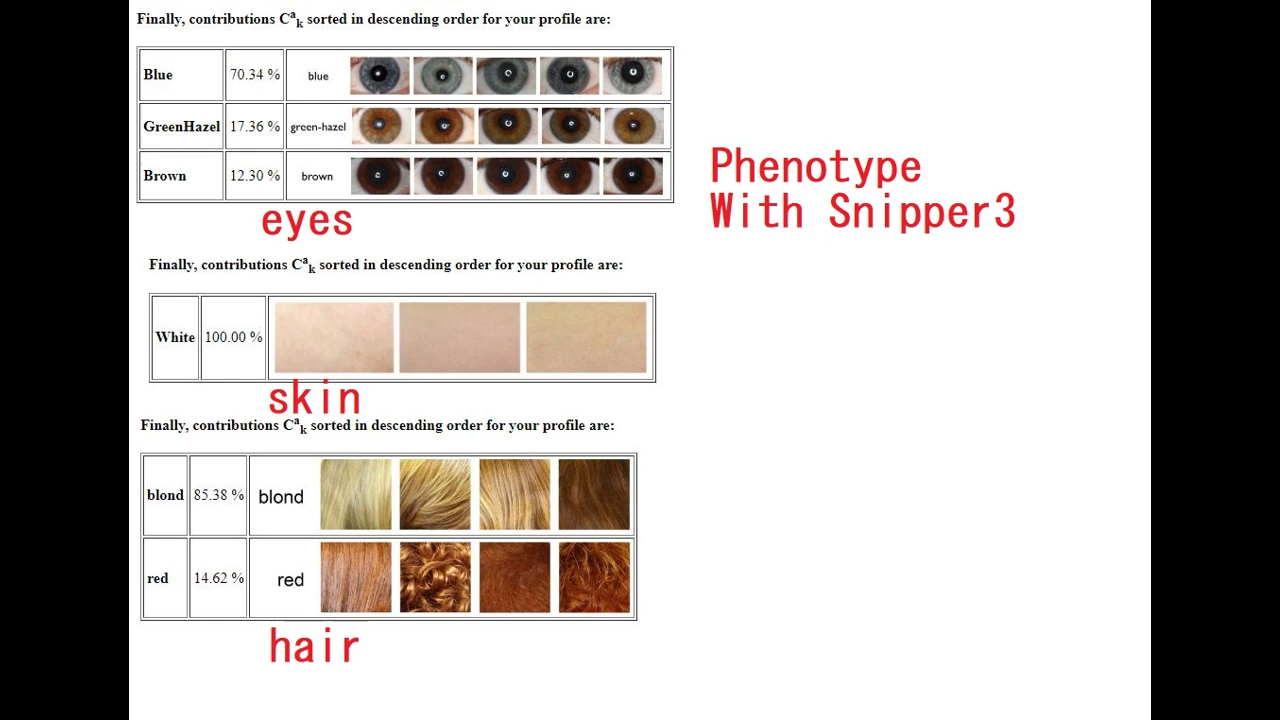 Finally, contributions Cᵃₖ sorted in descending order for your profile are:
Blue 70.34 % blue
GreenHazel 17.36 % green-hazel
Brown 12.30 % brown
eyes
Phenotype
With Snipper3
Finally, contributions Cᵃₖ sorted in descending order for your profile are:
White 100.00 %
skin
Finally, contributions Cᵃₖ sorted in descending order for your profile are:
blond 85.38 % blond
red 14.62 % red
hair